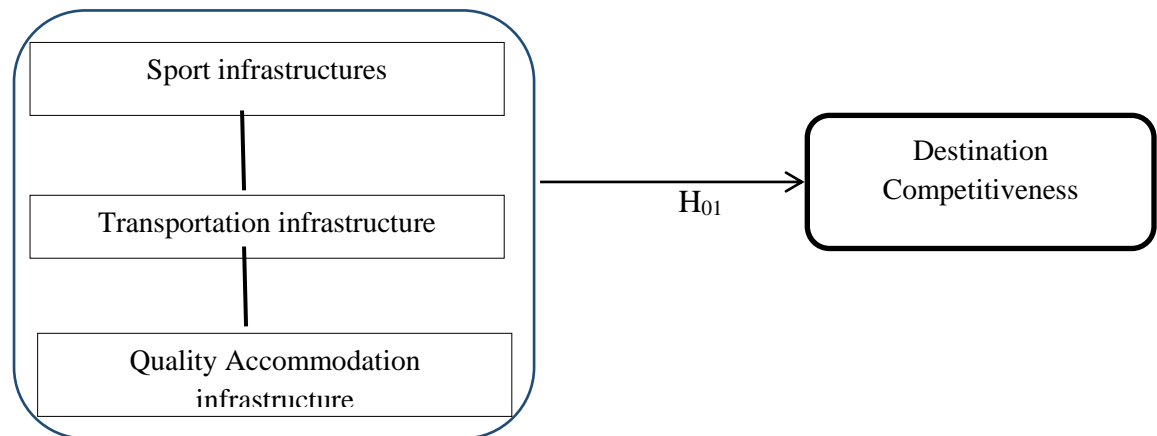 Sport infrastructures
Transportation infrastructure
Quality Accommodation
infrastructure
Destination
Competitiveness
H₀₁